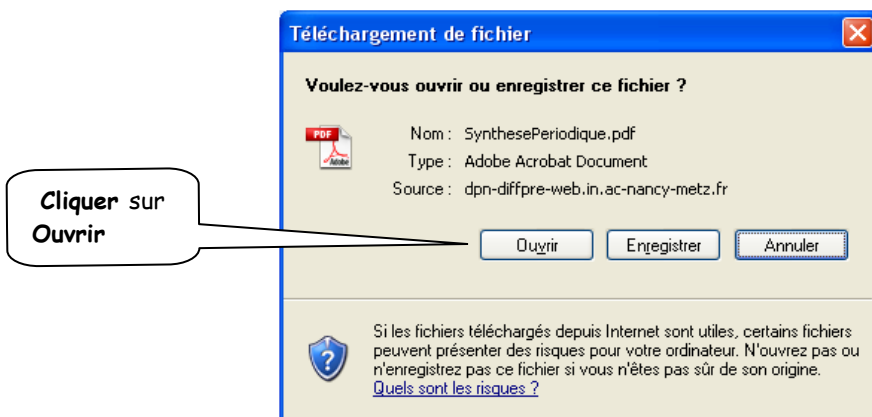 Téléchargement de fichier
Voulez-vous ouvrir ou enregistrer ce fichier ?
PDF
Adobe
Nom : SynthesePeriodique.pdf
Type : Adobe Acrobat Document
Source : dpn-diffpre-web.in.ac-nancy-metz.fr
Cliquer sur
Ouvrir
Ouvrir Enregistrer Annuler
Si les fichiers téléchargés depuis Internet sont utiles, certains fichiers
peuvent présenter des risques pour votre ordinateur. N'ouvrez pas ou
n'enregistrez pas ce fichier si vous n'êtes pas sûr de son origine.
Quels sont les risques ?